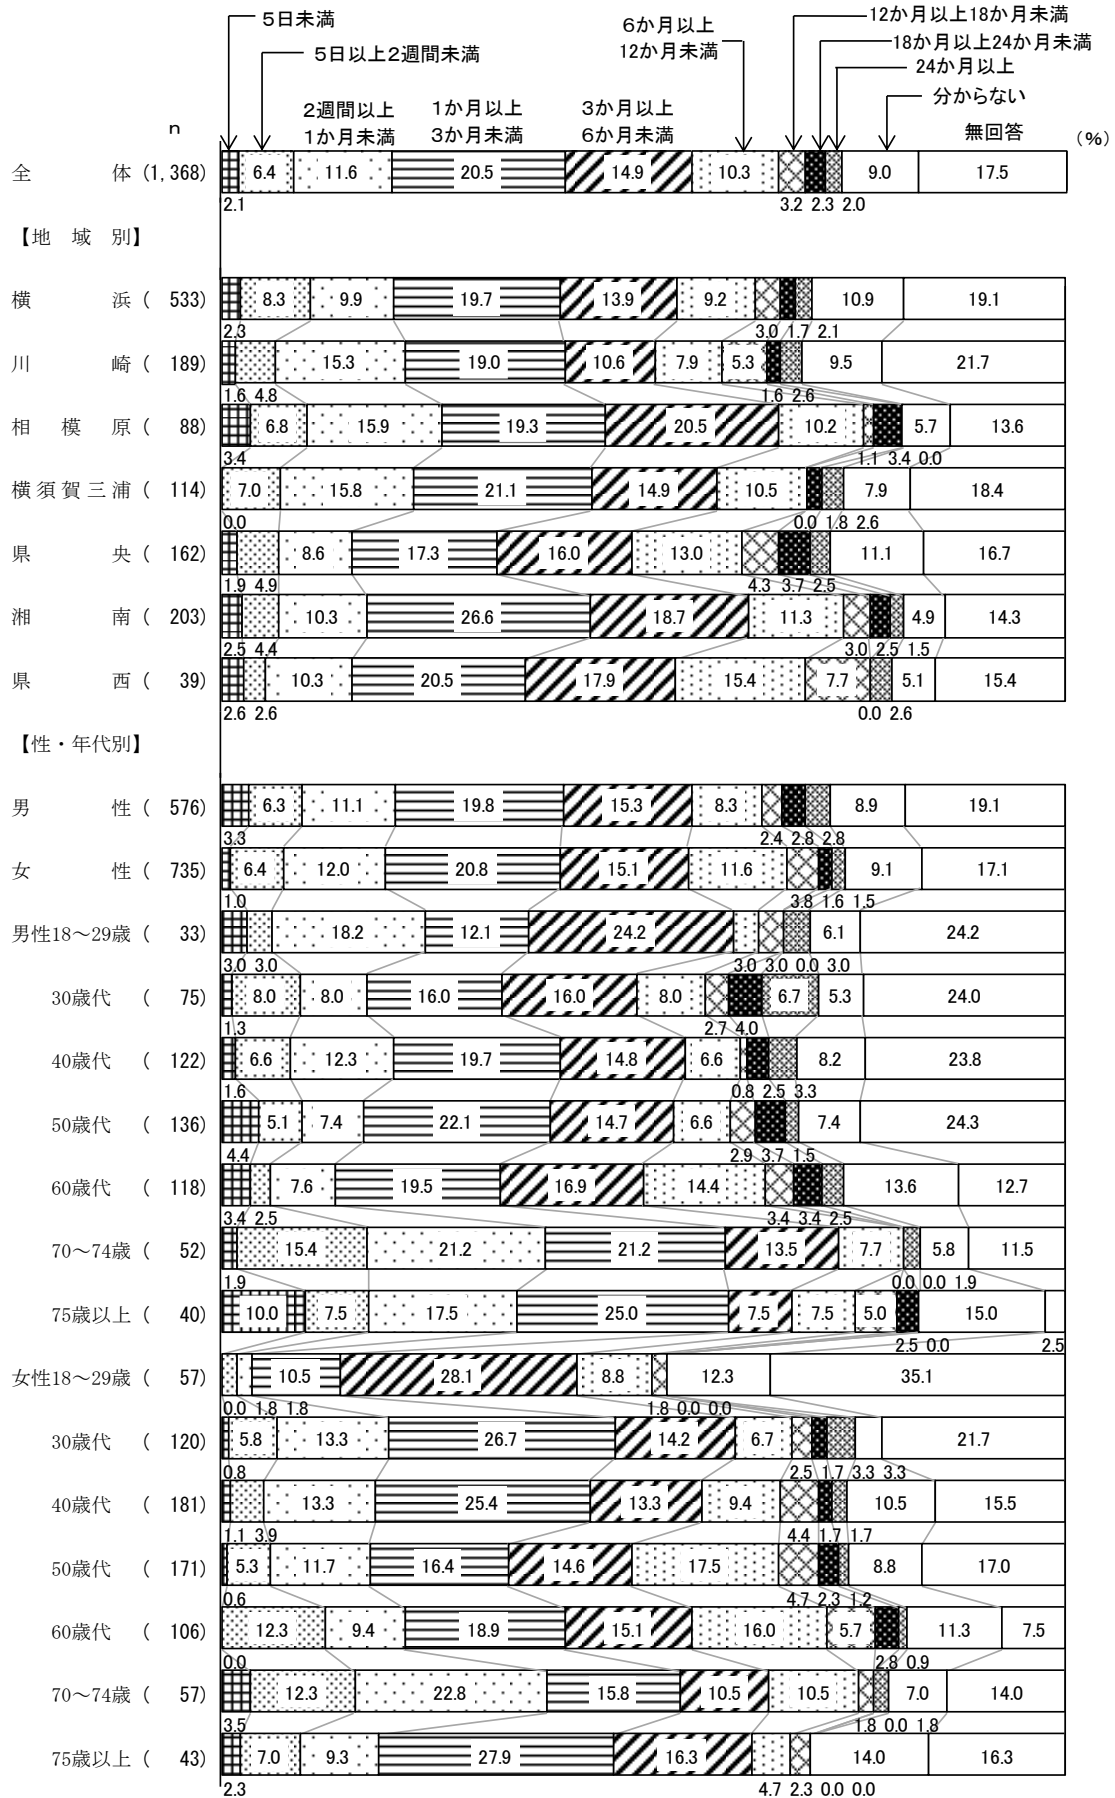 5日未満
5日以上2週間未満
2週間以上
1か月未満
1か月以上
3か月未満
3か月以上
6か月未満
6か月以上
12か月未満
12か月以上18か月未満
18か月以上24か月未満
24か月以上
分からない
無回答
n
(%)
全体 (1,368) 6.4 11.6 20.5 14.9 10.3 9.0 17.5
2.1 3.2 2.3 2.0
【地域別】
横浜 ( 533) 8.3 9.9 19.7 13.9 9.2 10.9 19.1
2.3 3.0 1.7 2.1
川崎 ( 189) 15.3 19.0 10.6 7.9 5.3 9.5 21.7
1.6 4.8 1.6 2.6
相模原 ( 88) 6.8 15.9 19.3 20.5 10.2 5.7 13.6
3.4 1.1 3.4 0.0
横須賀三浦 ( 114) 7.0 15.8 21.1 14.9 10.5 7.9 18.4
0.0 0.0 1.8 2.6
県央 ( 162) 8.6 17.3 16.0 13.0 11.1 16.7
1.9 4.9 4.3 3.7 2.5
湘南 ( 203) 10.3 26.6 18.7 11.3 4.9 14.3
2.5 4.4 3.0 2.5 1.5
県西 ( 39) 10.3 20.5 17.9 15.4 7.7 5.1 15.4
2.6 2.6 0.0 2.6
【性・年代別】
男性 ( 576) 6.3 11.1 19.8 15.3 8.3 8.9 19.1
3.3 2.4 2.8 2.8
女性 ( 735) 6.4 12.0 20.8 15.1 11.6 9.1 17.1
1.0 3.8 1.6 1.5
男性18～29歳 ( 33) 18.2 12.1 24.2 6.1 24.2
3.0 3.0 3.0 3.0 0.0 3.0
30歳代 ( 75) 8.0 8.0 16.0 16.0 8.0 6.7 5.3 24.0
1.3 2.7 4.0
40歳代 ( 122) 6.6 12.3 19.7 14.8 6.6 8.2 23.8
1.6 0.8 2.5 3.3
50歳代 ( 136) 5.1 7.4 22.1 14.7 6.6 7.4 24.3
4.4 2.9 3.7 1.5
60歳代 ( 118) 7.6 19.5 16.9 14.4 13.6 12.7
3.4 2.5 3.4 3.4 2.5
70～74歳 ( 52) 15.4 21.2 21.2 13.5 7.7 5.8 11.5
1.9 0.0 0.0 1.9
75歳以上 ( 40) 10.0 7.5 17.5 25.0 7.5 7.5 5.0 15.0
2.5 0.0 2.5
女性18～29歳 ( 57) 10.5 28.1 8.8 12.3 35.1
0.0 1.8 1.8 1.8 0.0 0.0
30歳代 ( 120) 5.8 13.3 26.7 14.2 6.7 21.7
0.8 2.5 1.7 3.3 3.3
40歳代 ( 181) 13.3 25.4 13.3 9.4 10.5 15.5
1.1 3.9 4.4 1.7 1.7
50歳代 ( 171) 5.3 11.7 16.4 14.6 17.5 8.8 17.0
0.6 4.7 2.3 1.2
60歳代 ( 106) 12.3 9.4 18.9 15.1 16.0 5.7 11.3 7.5
0.0 2.8 0.9
70～74歳 ( 57) 12.3 22.8 15.8 10.5 10.5 7.0 14.0
3.5 1.8 0.0 1.8
75歳以上 ( 43) 7.0 9.3 27.9 16.3 14.0 16.3
2.3 4.7 2.3 0.0 0.0